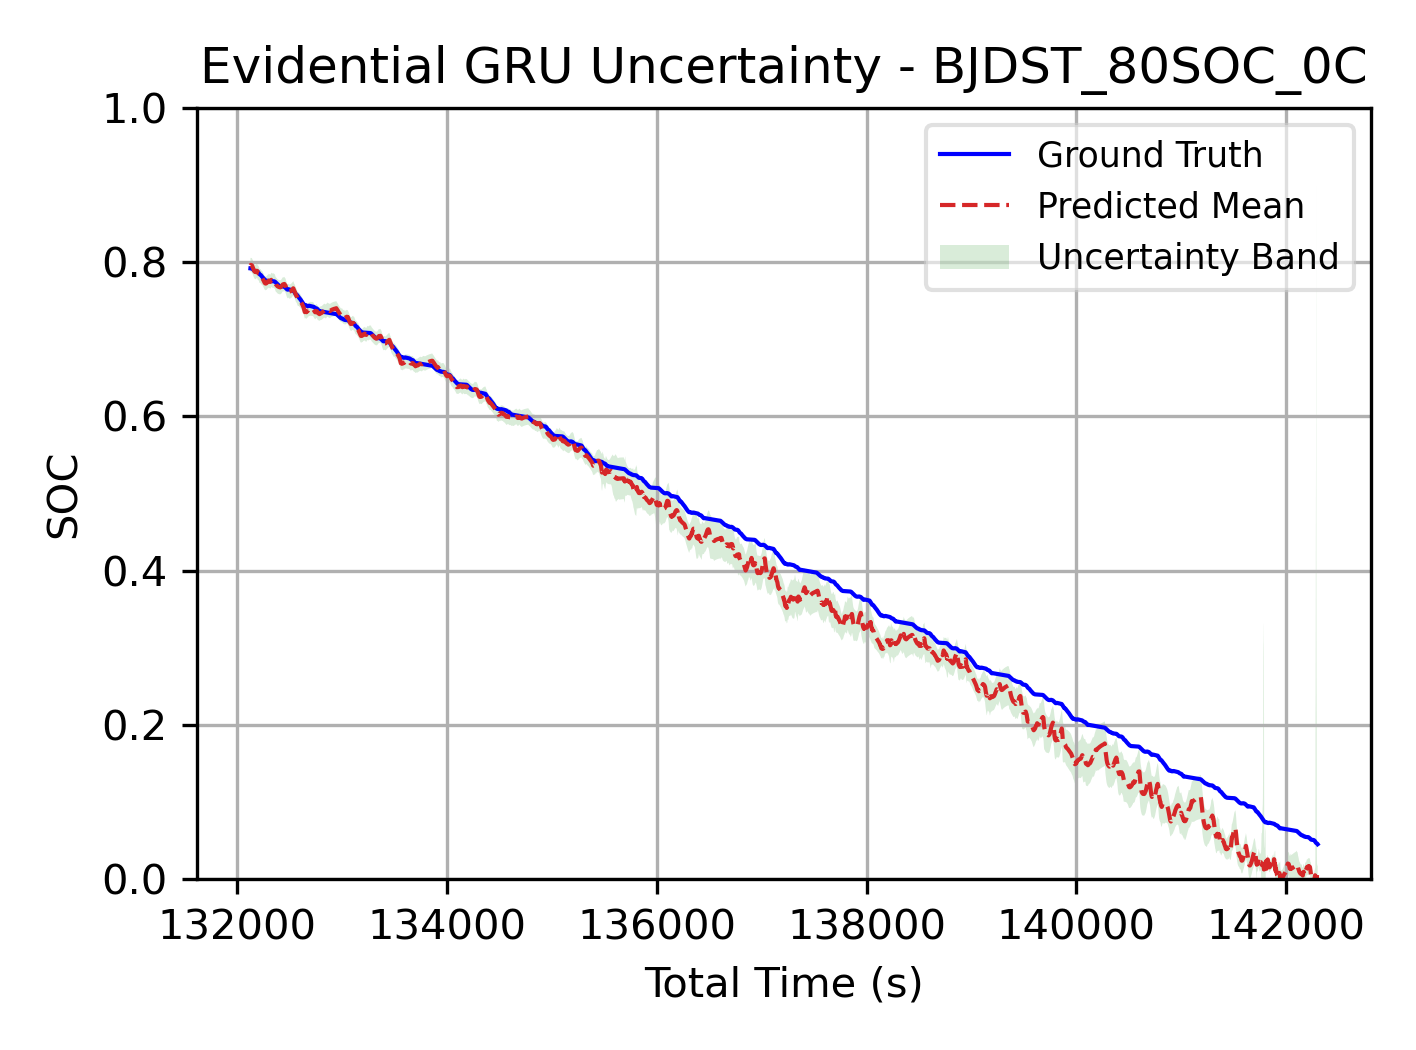 Evidential GRU Uncertainty - BJDST_80SOC_0C
Ground Truth
Predicted Mean
Uncertainty Band
1.0
0.8
0.6
0.4
0.2
0.0
SOC
132000 134000 136000 138000 140000 142000
Total Time (s)